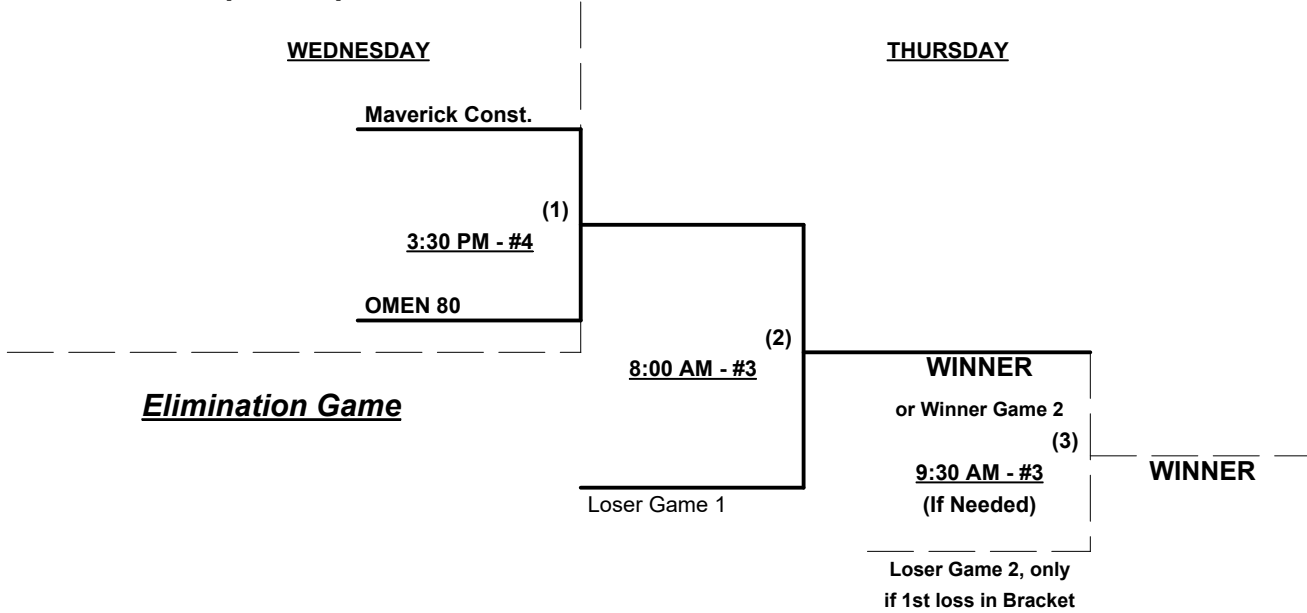 WEDNESDAY
THURSDAY
Maverick Const.
(1)
3:30 PM - #4
OMEN 80
(2)
8:00 AM - #3
WINNER
Elimination Game
or Winner Game 2
(3)
9:30 AM - #3
WINNER
(If Needed)
Loser Game 1
Loser Game 2, only
if 1st loss in Bracket